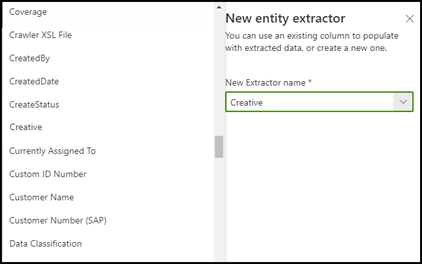 Coverage
Crawler XSL File
CreatedBy
CreatedDate
CreateStatus
Creative
Currently Assigned To
Custom ID Number
Customer Name
Customer Number (SAP)
Data Classification
New entity extractor
You can use an existing column to populate
with extracted data, or create a new one.
New Extractor name *
Creative